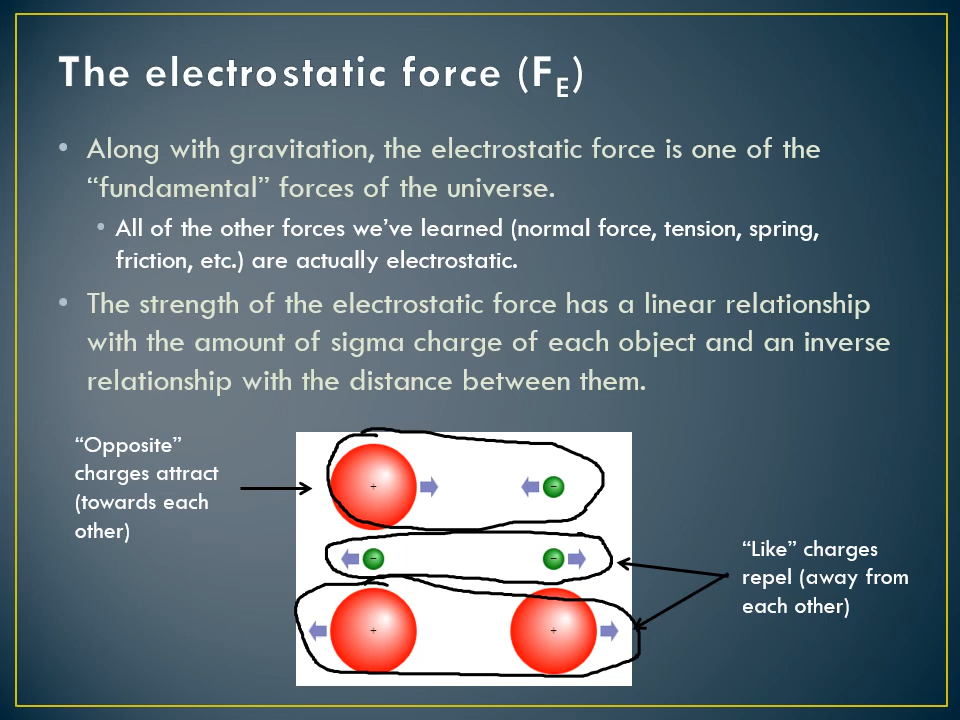 The electrostatic force (FE)
• Along with gravitation, the electrostatic force is one of the
“fundamental” forces of the universe.
• All of the other forces we’ve learned (normal force, tension, spring,
friction, etc.) are actually electrostatic.
• The strength of the electrostatic force has a linear relationship
with the amount of sigma charge of each object and an inverse
relationship with the distance between them.
“Opposite”
charges attract
(towards each
other)
+ −
− −
+ +
“Like” charges
repel (away from
each other)